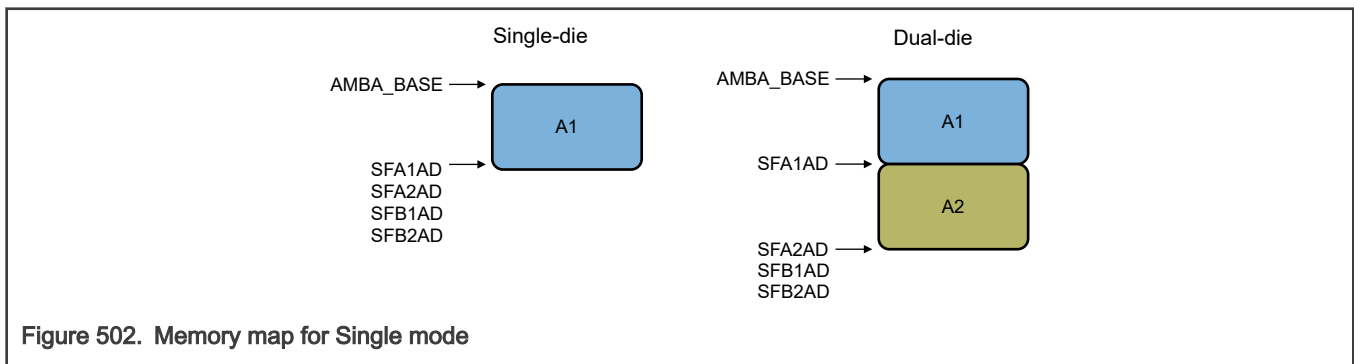 Single-die
AMBA_BASE
A1
SFA1AD
SFA2AD
SFB1AD
SFB2AD
Dual-die
AMBA_BASE
A1
SFA1AD
A2
SFA2AD
SFB1AD
SFB2AD
Figure 502. Memory map for Single mode